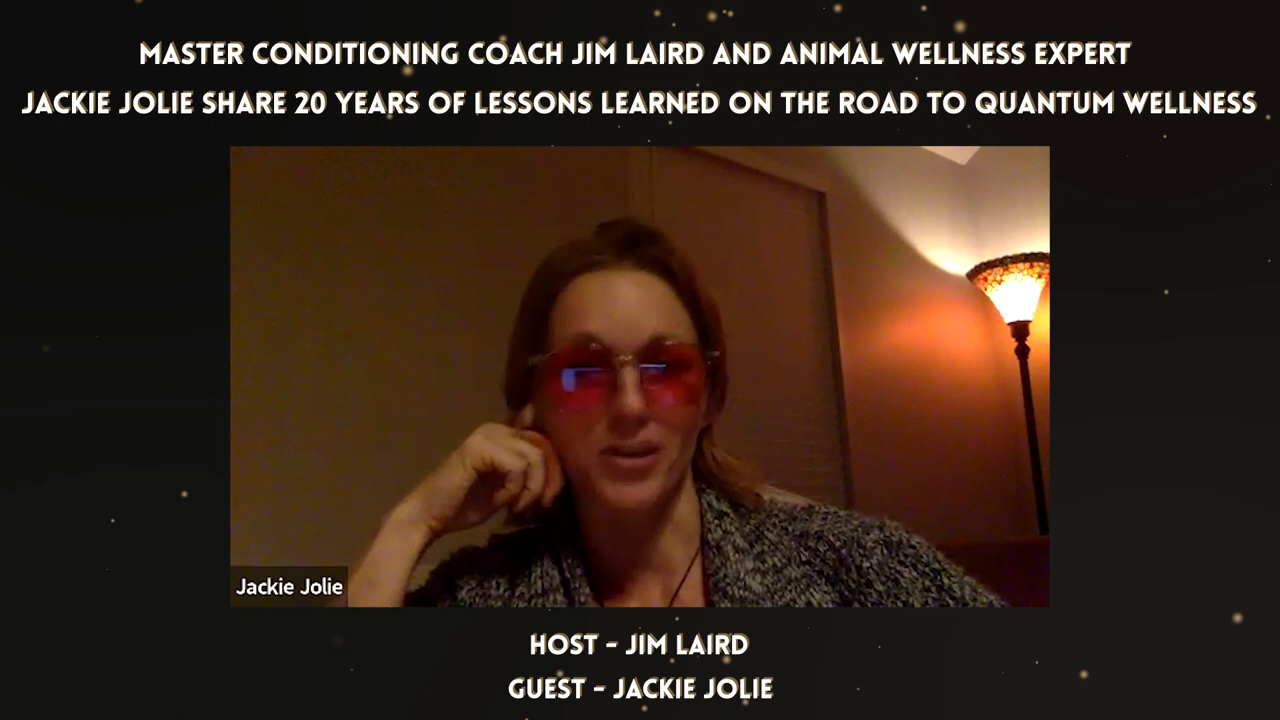 MASTER CONDITIONING COACH JIM LAIRD AND ANIMAL WELLNESS EXPERT
JACKIE JOLIE SHARE 20 YEARS OF LESSONS LEARNED ON THE ROAD TO QUANTUM WELLNESS
Jackie Jolie
HOST - JIM LAIRD
GUEST - JACKIE JOLIE